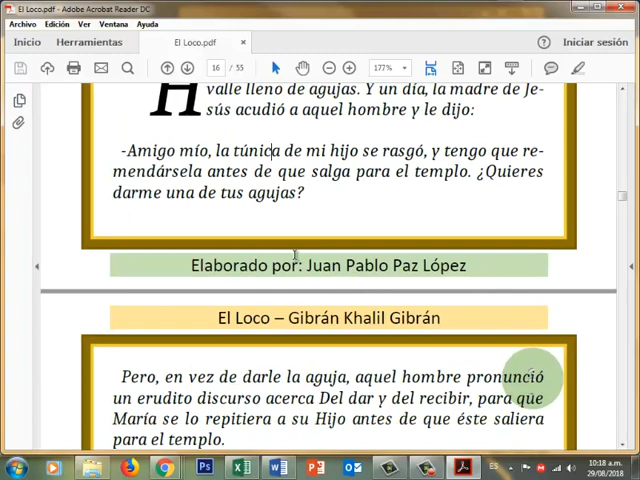 El Loco.pdf - Adobe Acrobat Reader DC
Archivo Edición Ver Ventana Ayuda
Inicio Herramientas El Loco.pdf × Iniciar sesión
16 / 55 177%
H valle lleno de agujas. Y un día, la madre de Je-
sús acudió a aquel hombre y le dijo:
-Amigo mío, la túnica de mi hijo se rasgó, y tengo que re-
mendársela antes de que salga para el templo. ¿Quieres
darme una de tus agujas?
Elaborado por: Juan Pablo Paz López
El Loco – Gibrán Khalil Gibrán
Pero, en vez de darle la aguja, aquel hombre pronunció
un erudito discurso acerca Del dar y del recibir, para que
María se lo repitiera a su Hijo antes de que éste saliera
para el templo.
ES 10:18 a.m.
29/08/2018